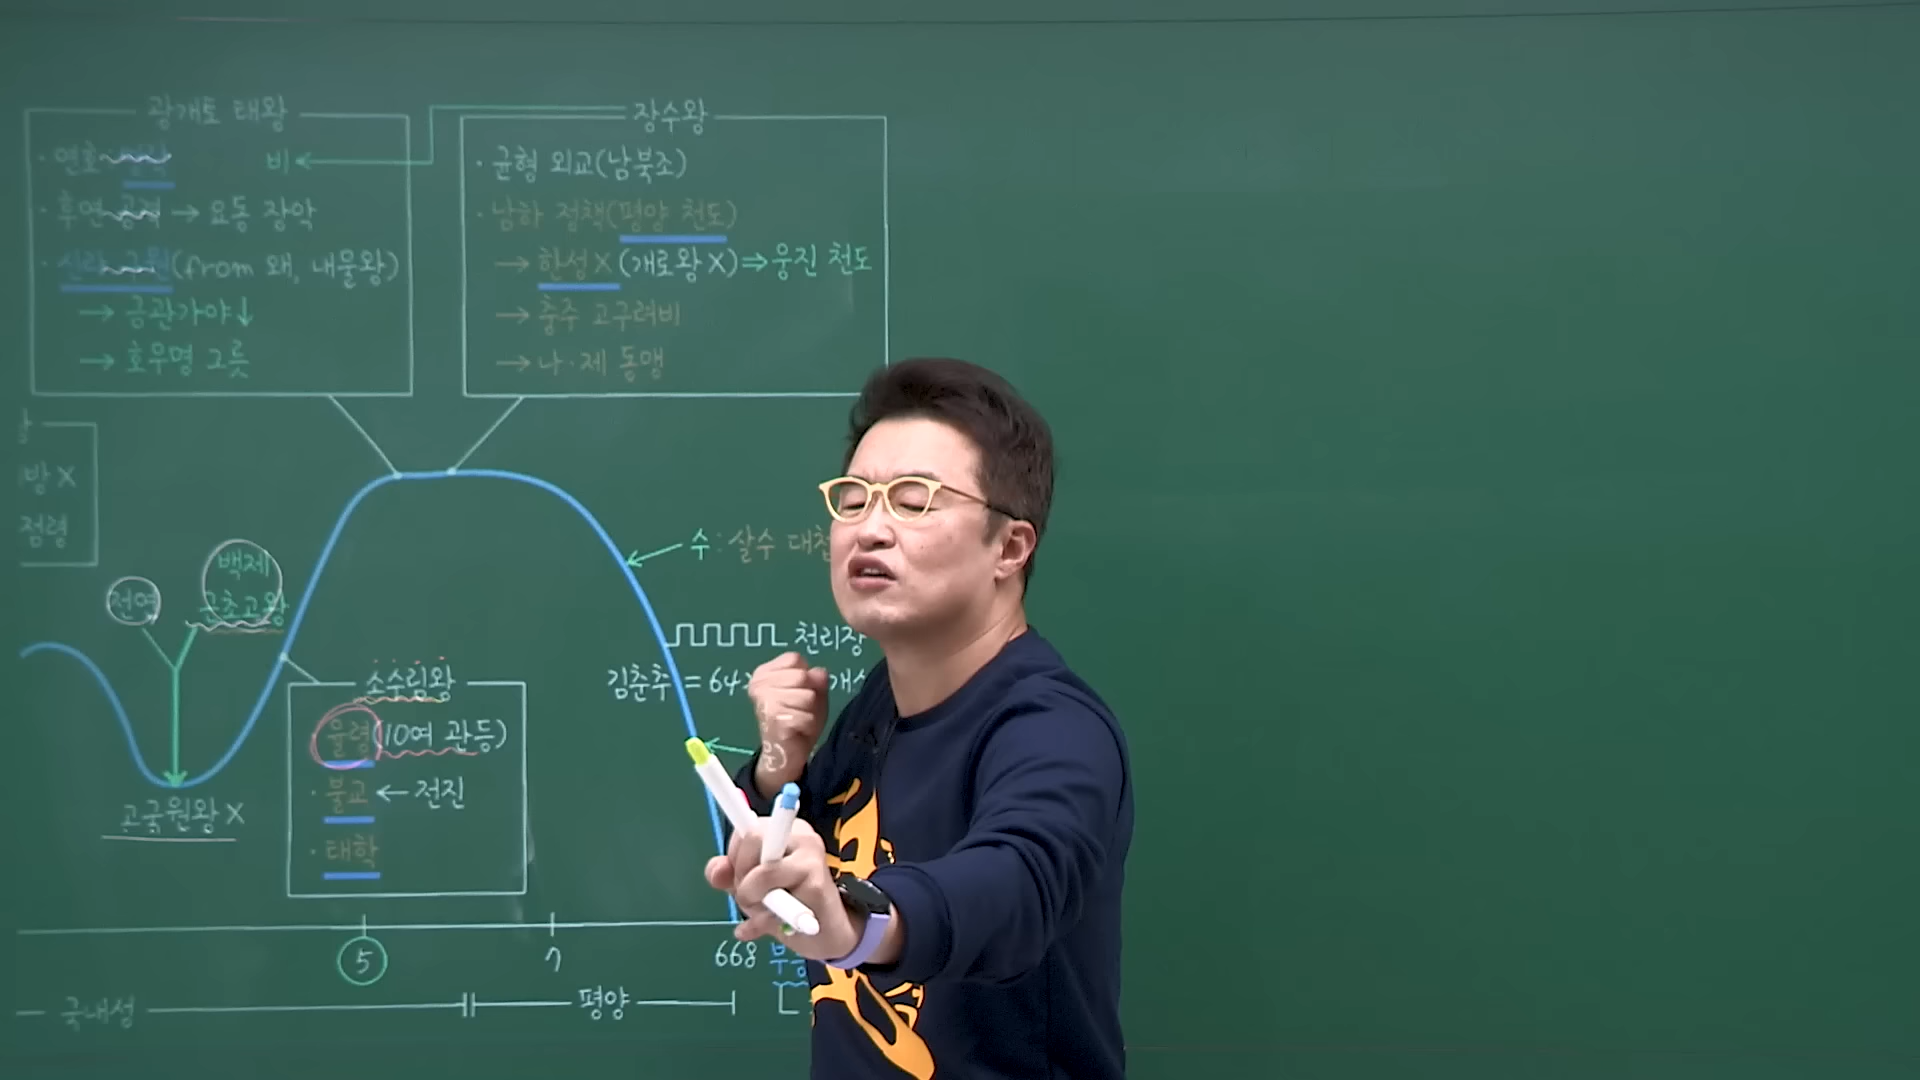 광개토 태왕
· 연호
비
· 후연 공격 → 요동 장악
· 신라 구원(from 왜, 내물왕)
→ 금관가야↓
→ 호우명 그릇
장수왕
· 균형 외교(남북조)
· 남하 정책(평양 천도)
→ 한성X (개로왕X) ⇒ 웅진 천도
→ 충주 고구려비
→ 나·제 동맹
방 X
점령
전연
백제
근초고왕
고국원왕 X
소수림왕
· 율령(10여 관등)
· 불교 ← 전진
· 태학
수 : 살수 대첩
천리장
김춘추 = 64
5
7
668
국내성
평양